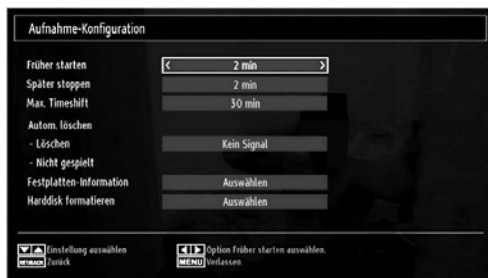 Aufnahme-Konfiguration
Früher starten < 2 min >
Später stoppen 2 min
Max. Timeshift 30 min
Autom. löschen
- Löschen Kein Signal
- Nicht gespielt
Festplatten-Information Auswählen
Harddisk formatieren Auswählen
Einstellung auswählen Option Früher starten auswählen.
Zurück MENU Verlassen